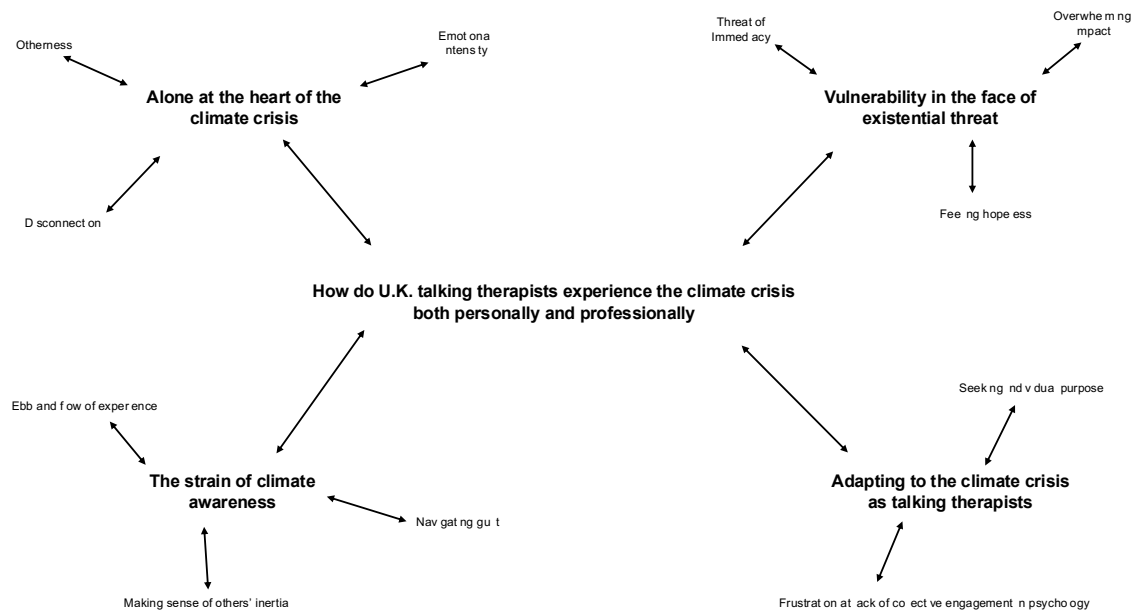 Otherness
Emot ona
ntens ty
Threat of
Immed acy
Overwhe m ng
mpact
Alone at the heart of the
climate crisis
Vulnerability in the face of
existential threat
D sconnect on
Fee ng hope ess
How do U.K. talking therapists experience the climate crisis
both personally and professionally
Ebb and f ow of exper ence
Seek ng nd v dua purpose
The strain of climate
awareness
Adapting to the climate crisis
as talking therapists
Nav gat ng gu t
Making sense of others' inertia
Frustrat on at ack of co ect ve engagement n psycho ogy